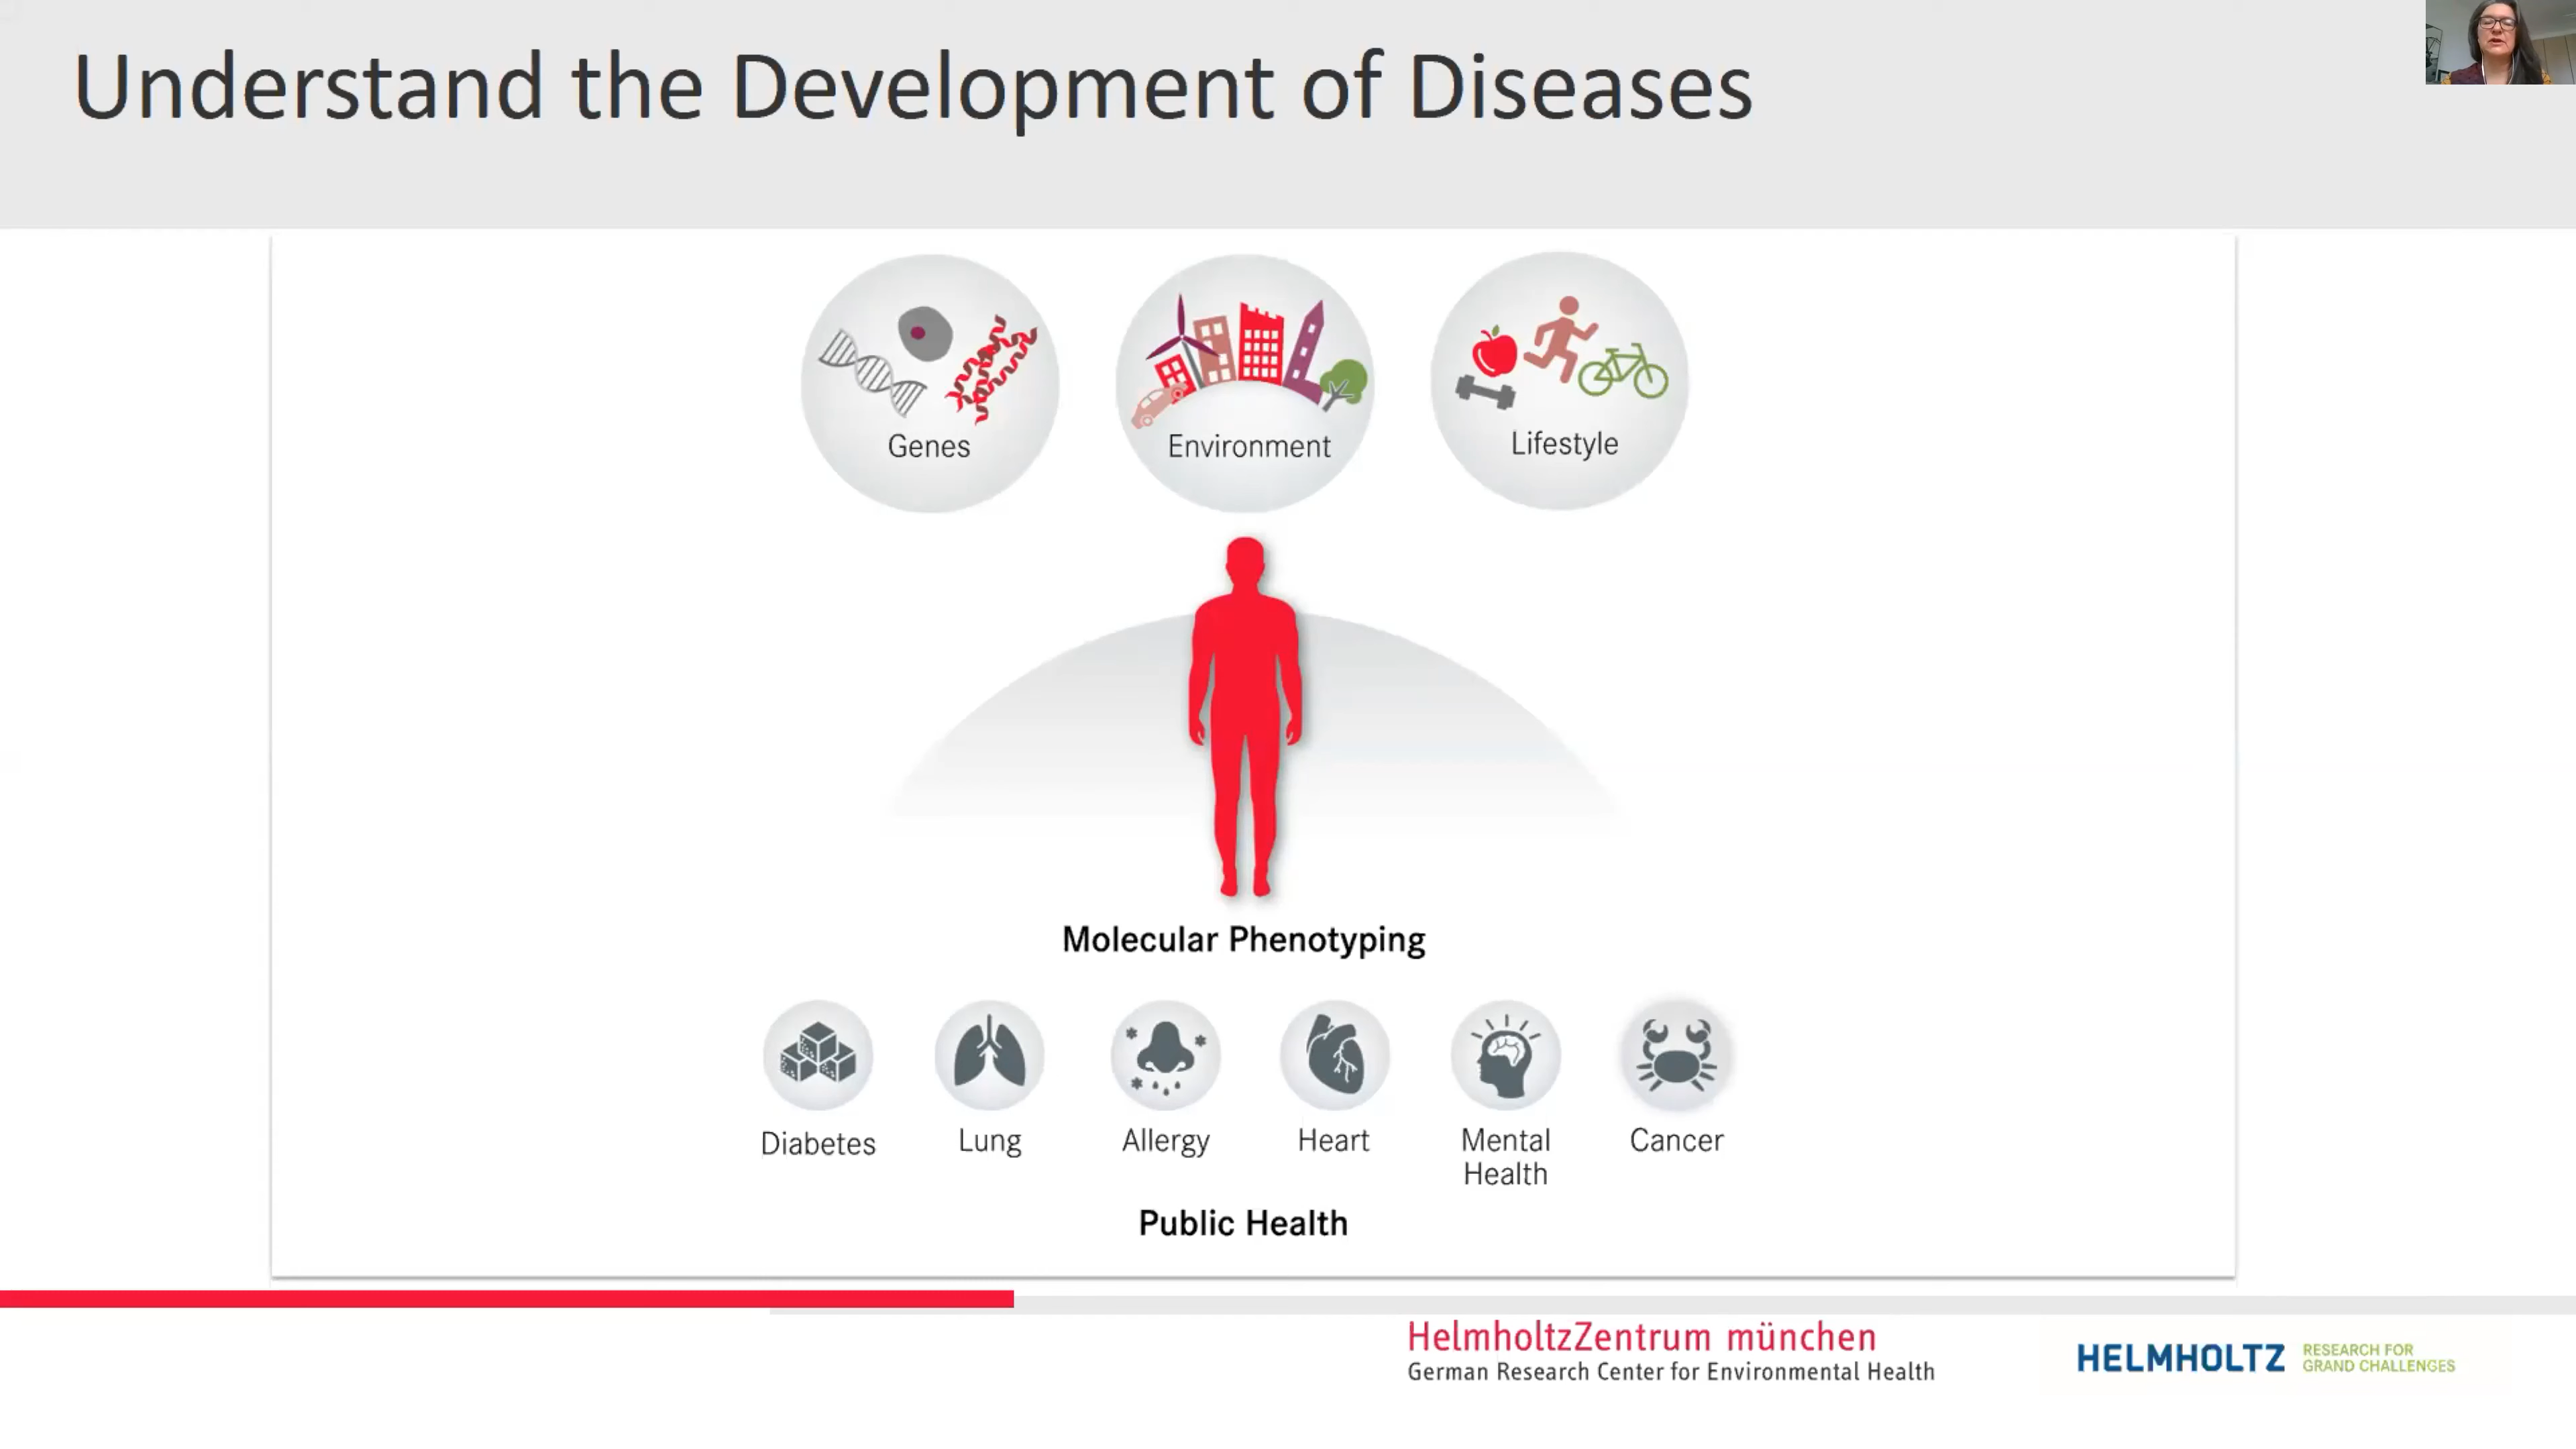 Understand the Development of Diseases
Genes
Environment
Lifestyle
Molecular Phenotyping
Diabetes
Lung
Allergy
Heart
Mental
Health
Cancer
Public Health
HelmholtzZentrum münchen
German Research Center for Environmental Health
HELMHOLTZ
RESEARCH FOR
GRAND CHALLENGES